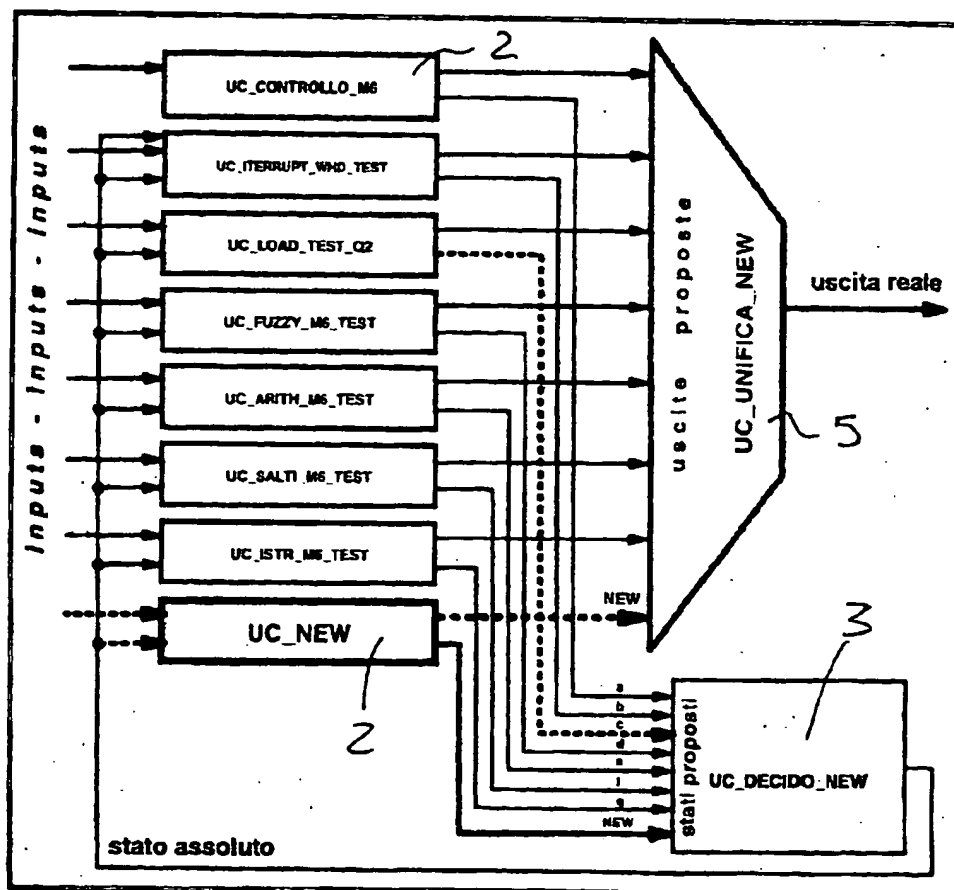 2
UC_CONTROLLO_M6
UC_ITERRUPT_WHD_TEST
UC_LOAD_TEST_Q2
UC_FUZZY_M6_TEST
UC_ARITH_M6_TEST
UC_SALTI_M6_TEST
UC_ISTR_M6_TEST
UC_NEW
2
Inputs - Inputs - Inputs
uscite proposte
UC_UNIFICA_NEW
5
uscita reale
NEW
a
b
c
d
e
f
g
NEW
stati proposti
UC_DECIDO_NEW
3
stato assoluto